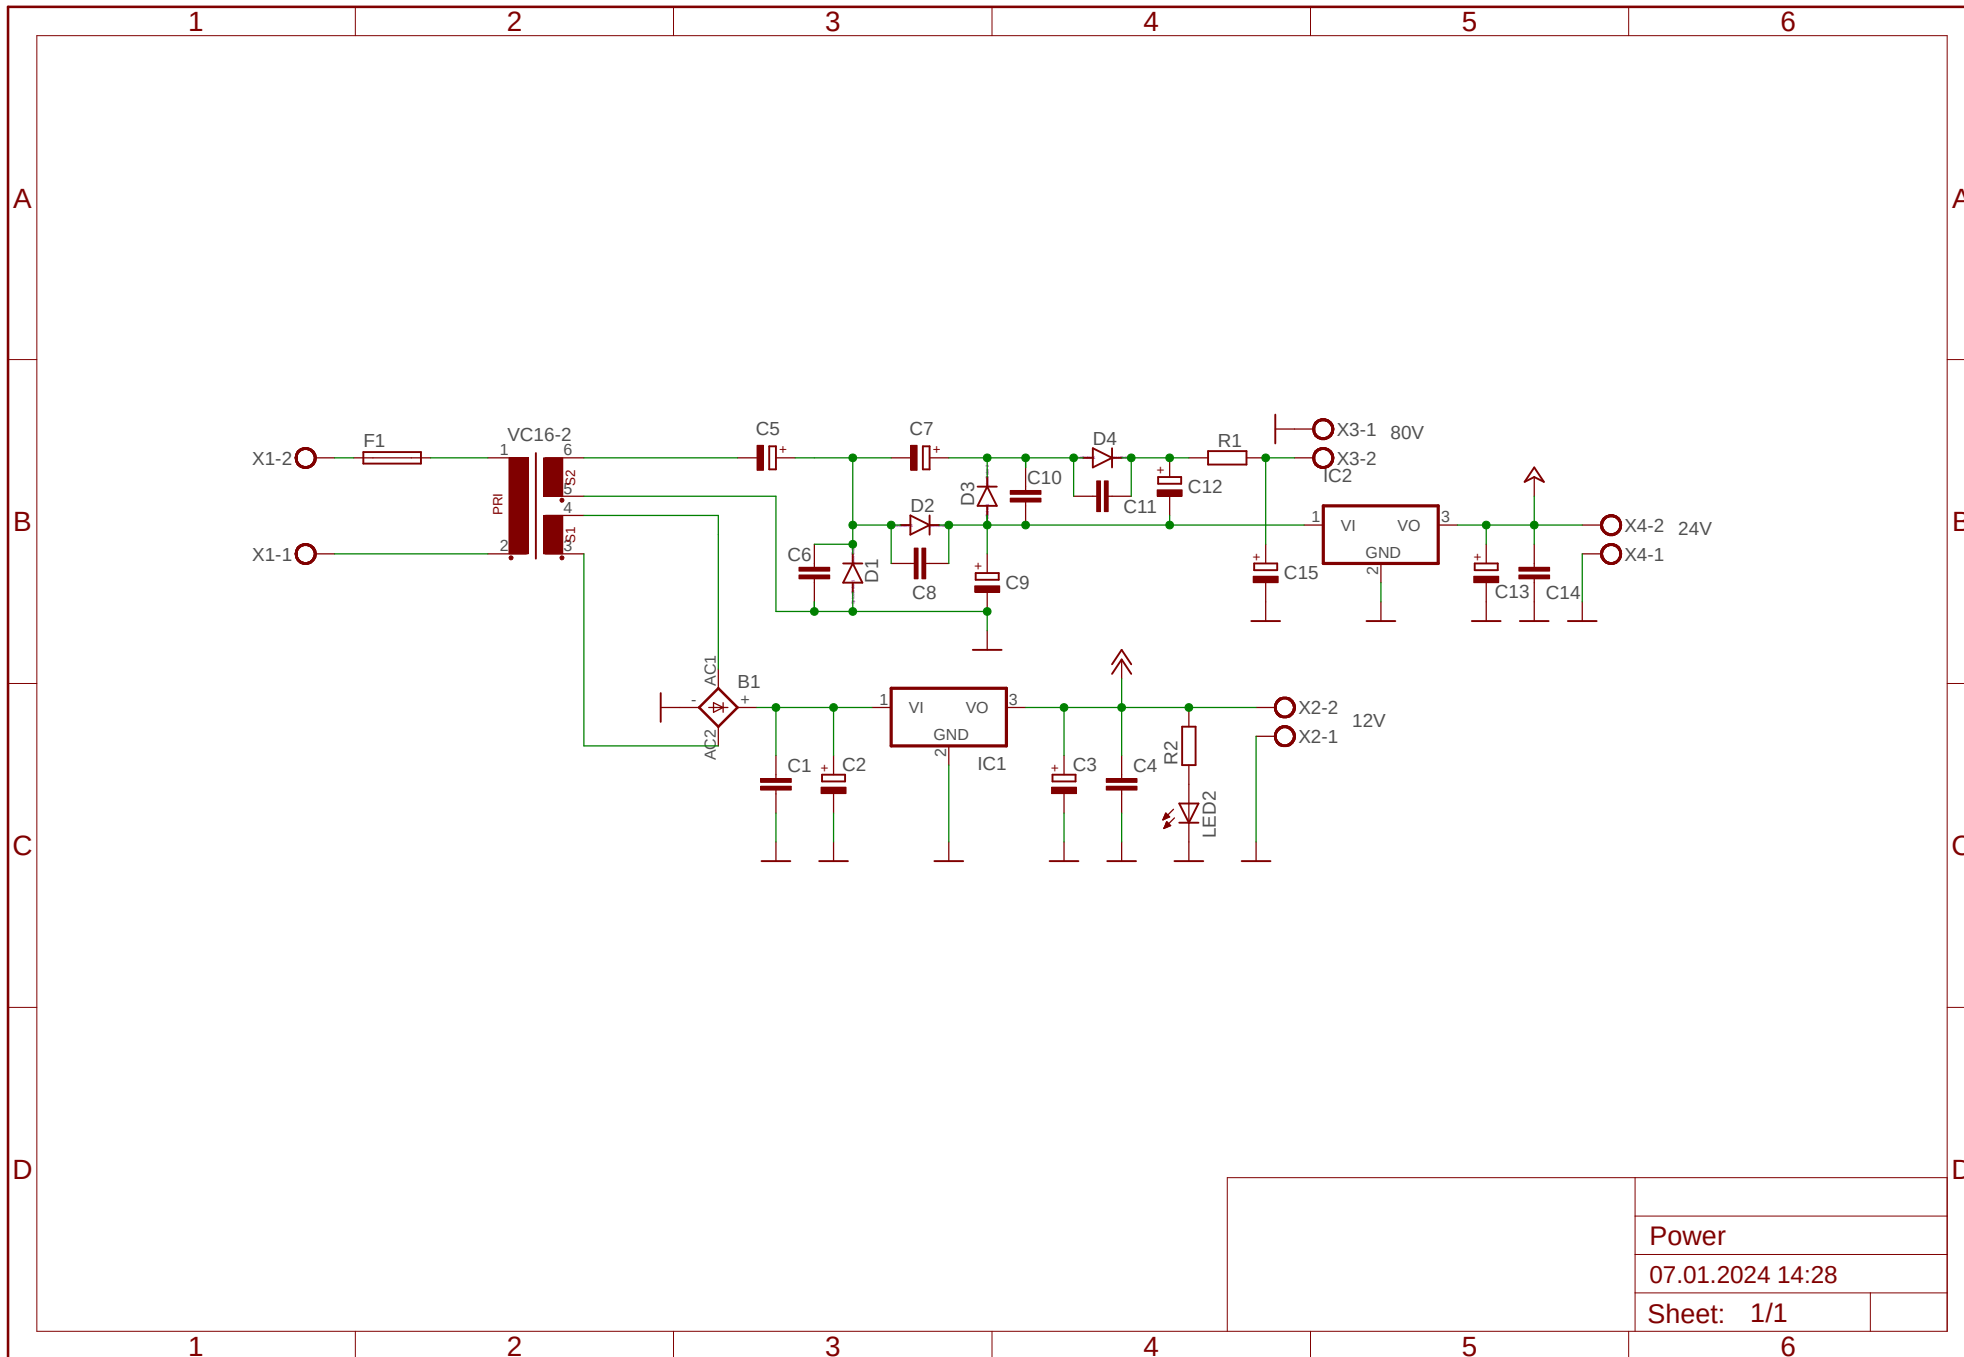 1 2 3 4 5 6
A A
B B
C C
D D
X1-2
F1
VC16-2
1
6
PRI
S2
5
4
S1
2
3
X1-1
C5
+
C7
+
D4
R1
X3-1 80V
X3-2
IC2
D3
C10
C11
+
C12
D2
C6
D1
C8
+
C9
+
C15
1 VI VO 3
GND
2
+
C13
C14
X4-2 24V
X4-1
AC1
B1
-
+
AC2
1 VI VO 3
GND
2
IC1
C1
+
C2
+
C3
C4
R2
LED2
X2-2 12V
X2-1
Power
07.01.2024 14:28
Sheet: 1/1
1 2 3 4 5 6